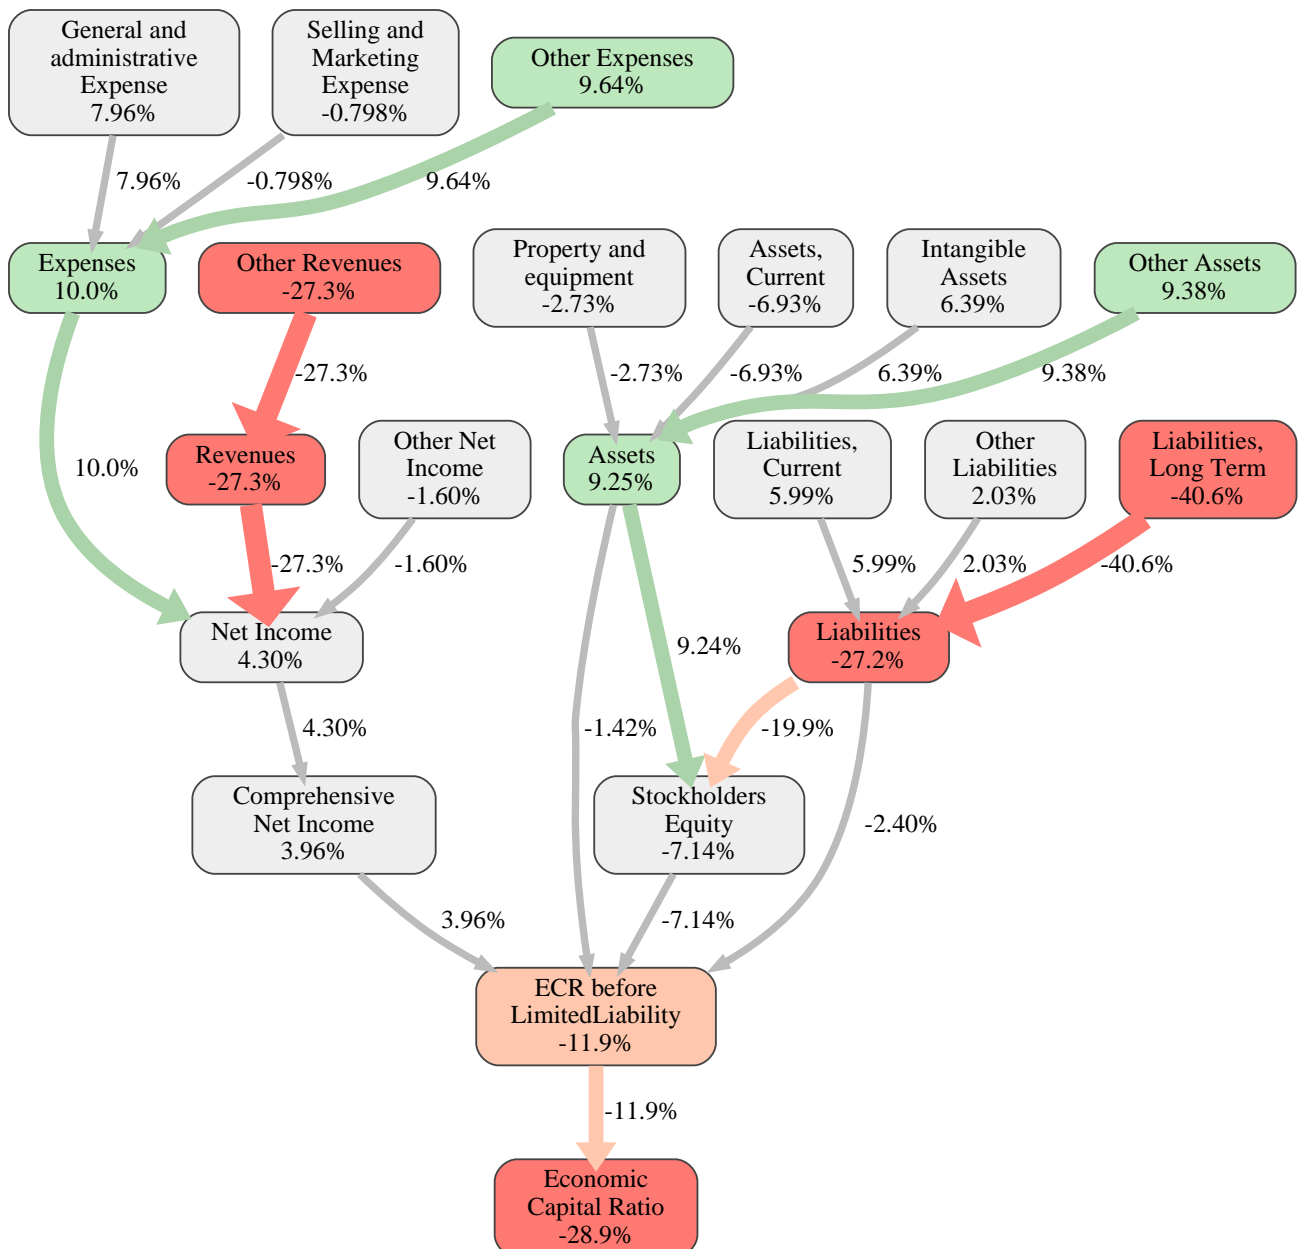 General and
administrative
Expense
7.96%
Selling and
Marketing
Expense
-0.798%
Other Expenses
9.64%
7.96%
-0.798%
9.64%
Expenses
10.0%
Other Revenues
-27.3%
Property and
equipment
-2.73%
Assets,
Current
-6.93%
Intangible
Assets
6.39%
Other Assets
9.38%
-27.3%
-2.73%
-6.93%
6.39%
9.38%
10.0%
Revenues
-27.3%
Other Net
Income
-1.60%
Assets
9.25%
Liabilities,
Current
5.99%
Other
Liabilities
2.03%
Liabilities,
Long Term
-40.6%
-27.3%
-1.60%
5.99%
2.03%
-40.6%
Net Income
4.30%
9.24%
Liabilities
-27.2%
4.30%
-1.42%
-19.9%
Comprehensive
Net Income
3.96%
Stockholders
Equity
-7.14%
-2.40%
3.96%
-7.14%
ECR before
LimitedLiability
-11.9%
-11.9%
Economic
Capital Ratio
-28.9%